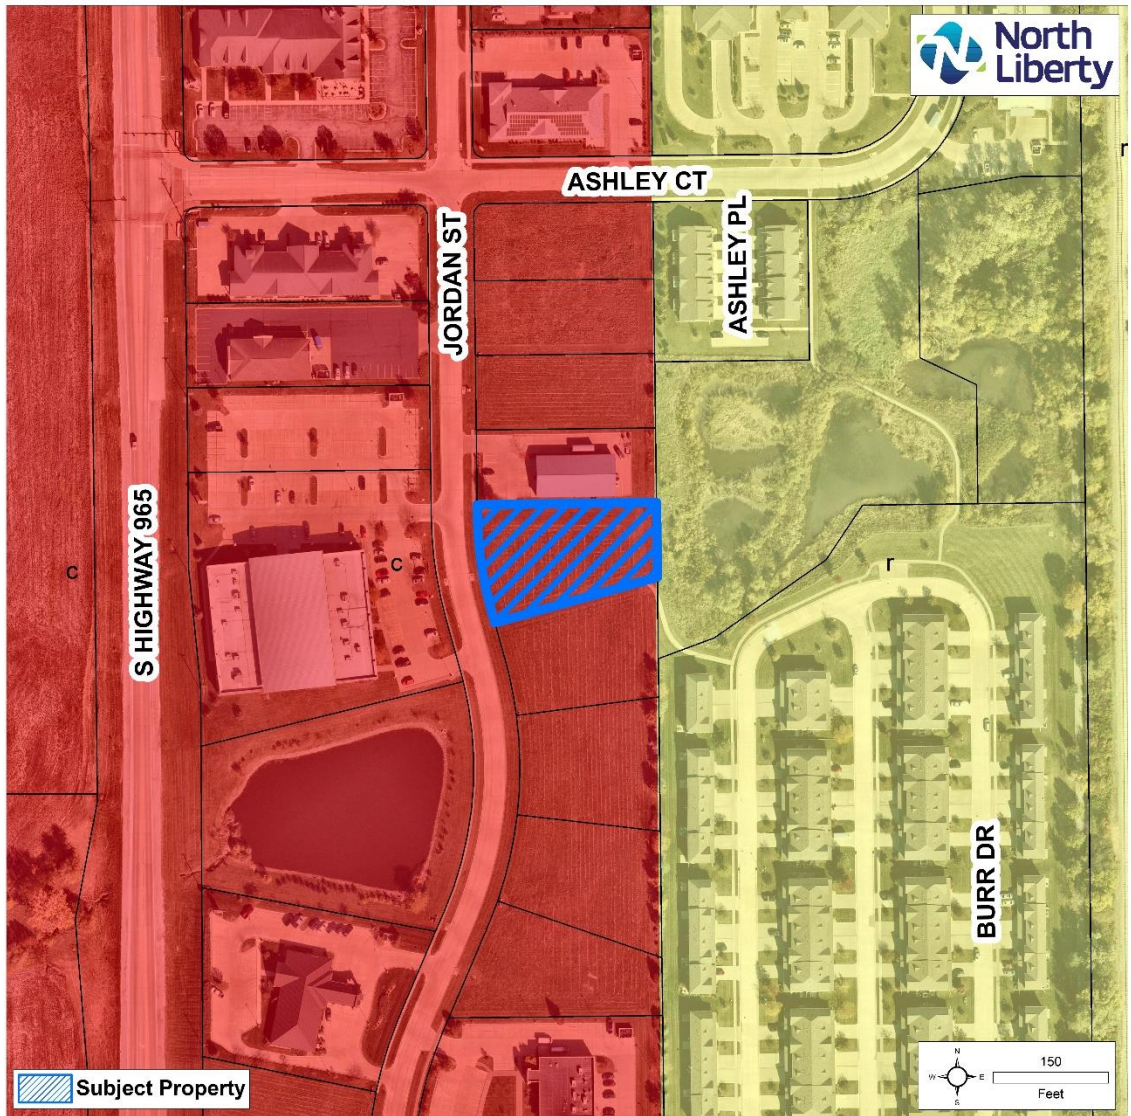 North
Liberty
r
ASHLEY CT
ASHLEY PL
JORDAN ST
S HIGHWAY 965
c
c
r
BURR DR
Subject Property
N
W
E
S
150
Feet